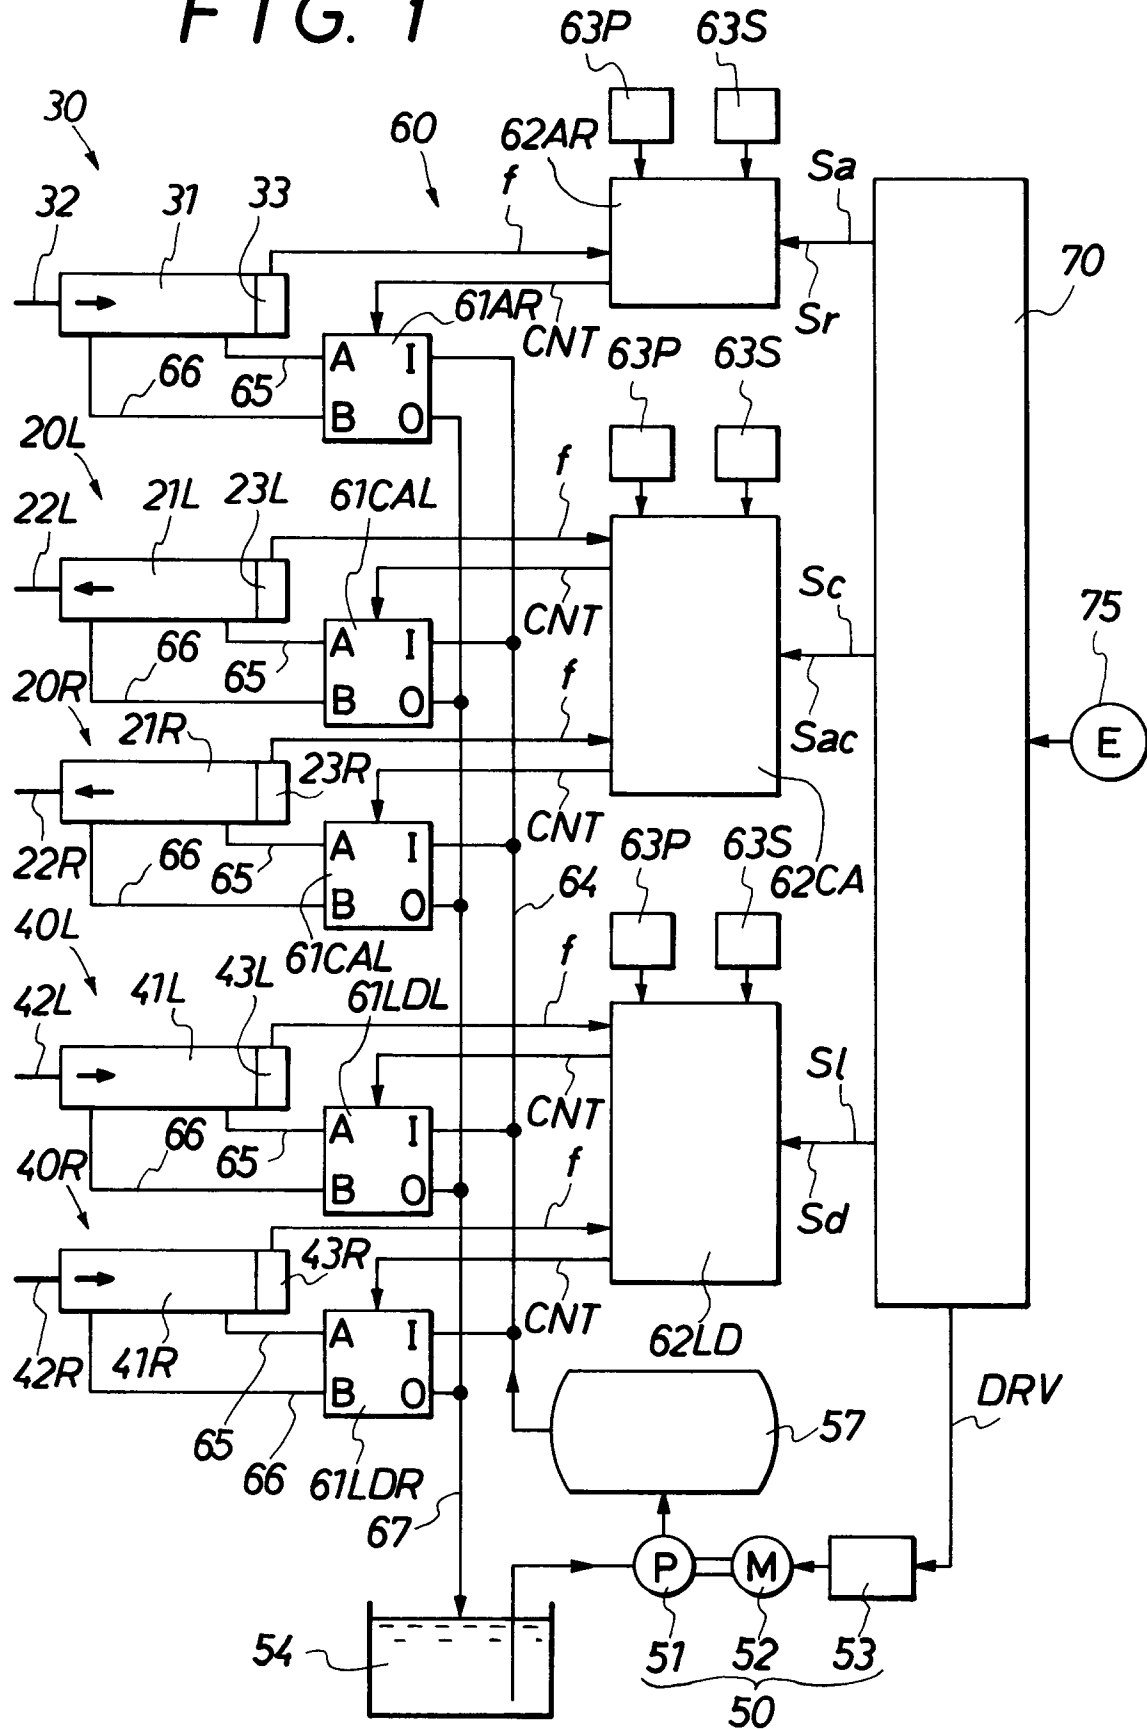 FIG. 1
63P 63S
30
60
62AR
Sa
f
32 31 33
70
61AR
CNT
Sr
A I
B O
65
66
63P 63S
20L
f
22L 21L 23L 61CAL
Sc
75
CNT
A I
B O
66
65
f
20R
21R
Sac
E
23R
CNT
A I
B O
22R
66
65
63P 63S
64
62CA
40L
61CAL
f
42L 41L 43L 61LDL
Sl
CNT
A I
B O
66
65
40R
f
Sd
43R
CNT
A I
B O
42R 41R
62LD
DRV
65
66
61LDR
57
67
P M
54
51 52 53
50